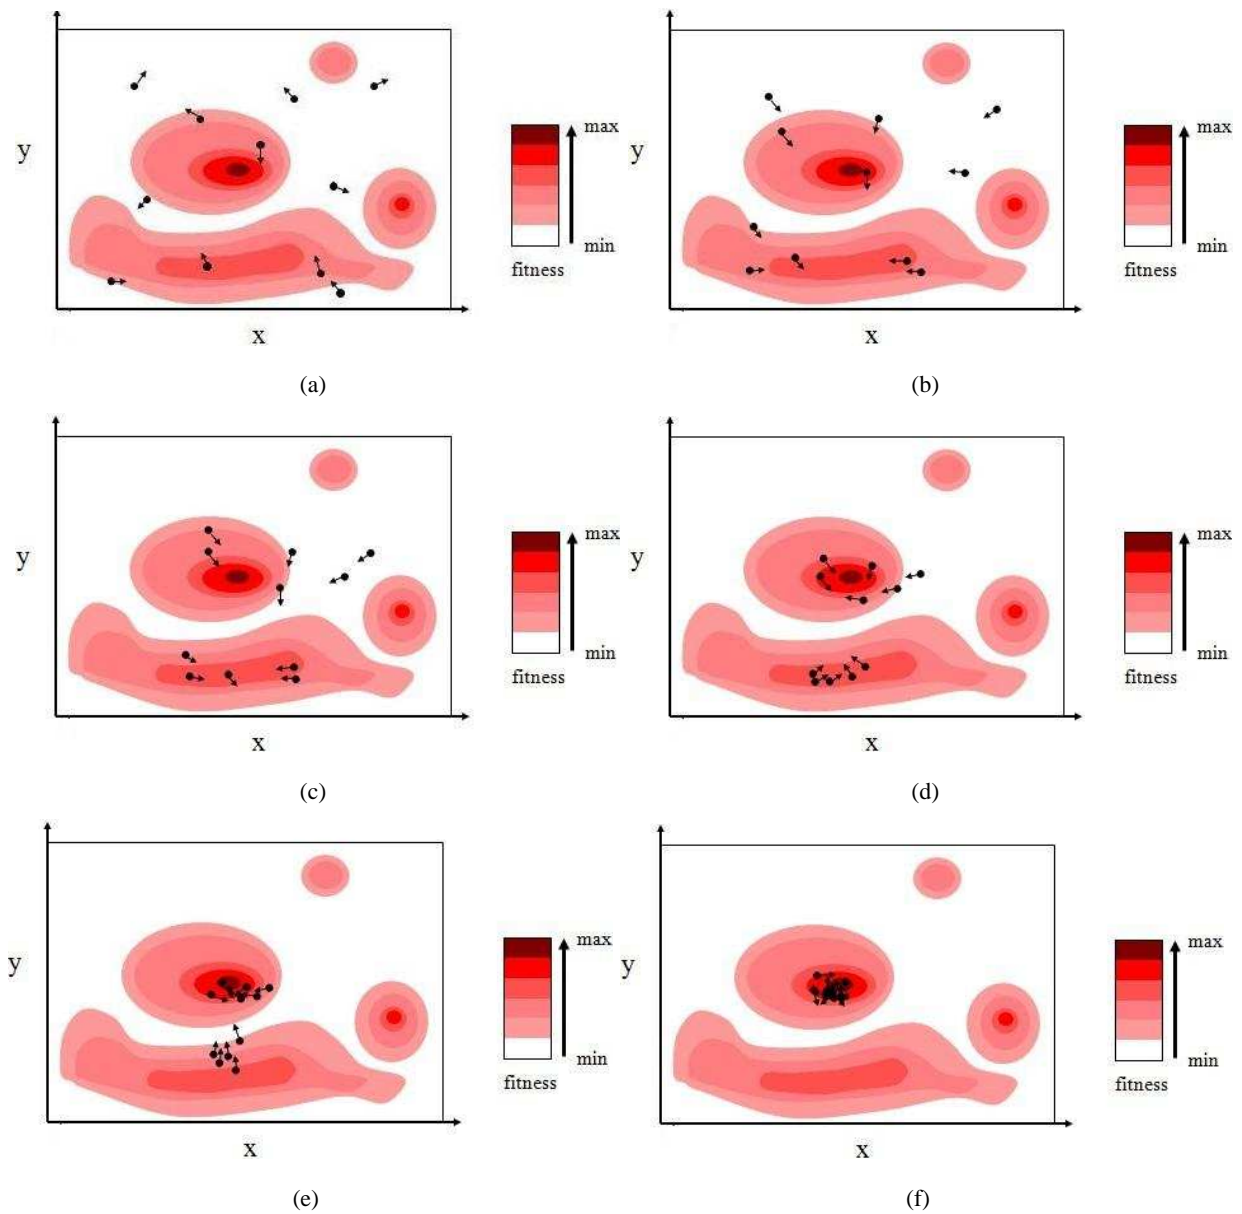 y
max
min
fitness
x
(a)
y
max
min
fitness
x
(b)
y
max
min
fitness
x
(c)
y
max
min
fitness
x
(d)
y
max
min
fitness
x
(e)
y
max
min
fitness
x
(f)